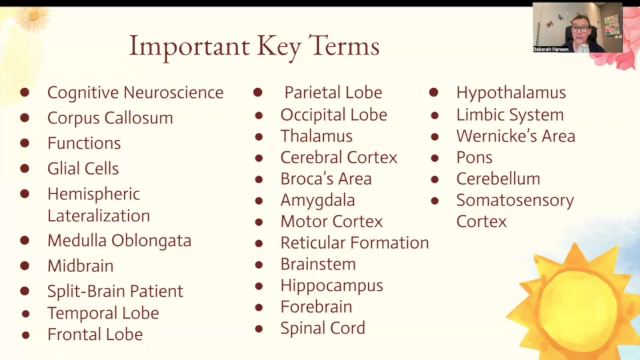 Important Key Terms
Deborah Hansen
Cognitive Neuroscience
Corpus Callosum
Functions
Glial Cells
Hemispheric
Lateralization
Medulla Oblongata
Midbrain
Split-Brain Patient
Temporal Lobe
Frontal Lobe
Parietal Lobe
Occipital Lobe
Thalamus
Cerebral Cortex
Broca's Area
Amygdala
Motor Cortex
Reticular Formation
Brainstem
Hippocampus
Forebrain
Spinal Cord
Hypothalamus
Limbic System
Wernicke's Area
Pons
Cerebellum
Somatosensory
Cortex